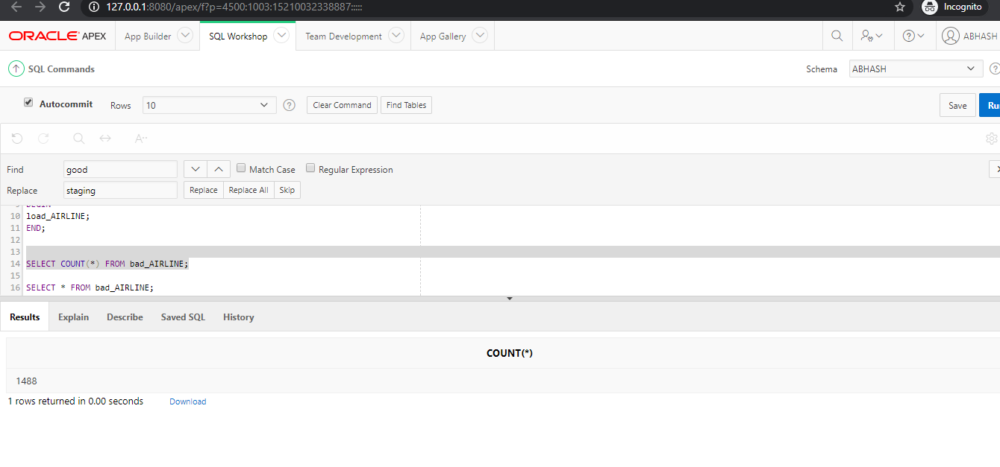 127.0.0.1:8080/apex/f?p=4500:1003:15210032338887:::::
Incognito
ORACLE APEX App Builder SQL Workshop Team Development App Gallery ABHASH
SQL Commands Schema ABHASH
Autocommit Rows 10 Clear Command Find Tables Save Ru
Find good Match Case Regular Expression
Replace staging Replace Replace All Skip
10 load_AIRLINE;
11 END;
12
13
14 SELECT COUNT(*) FROM bad_AIRLINE;
15
16 SELECT * FROM bad_AIRLINE;
Results Explain Describe Saved SQL History
COUNT(*)
1488
1 rows returned in 0.00 seconds Download